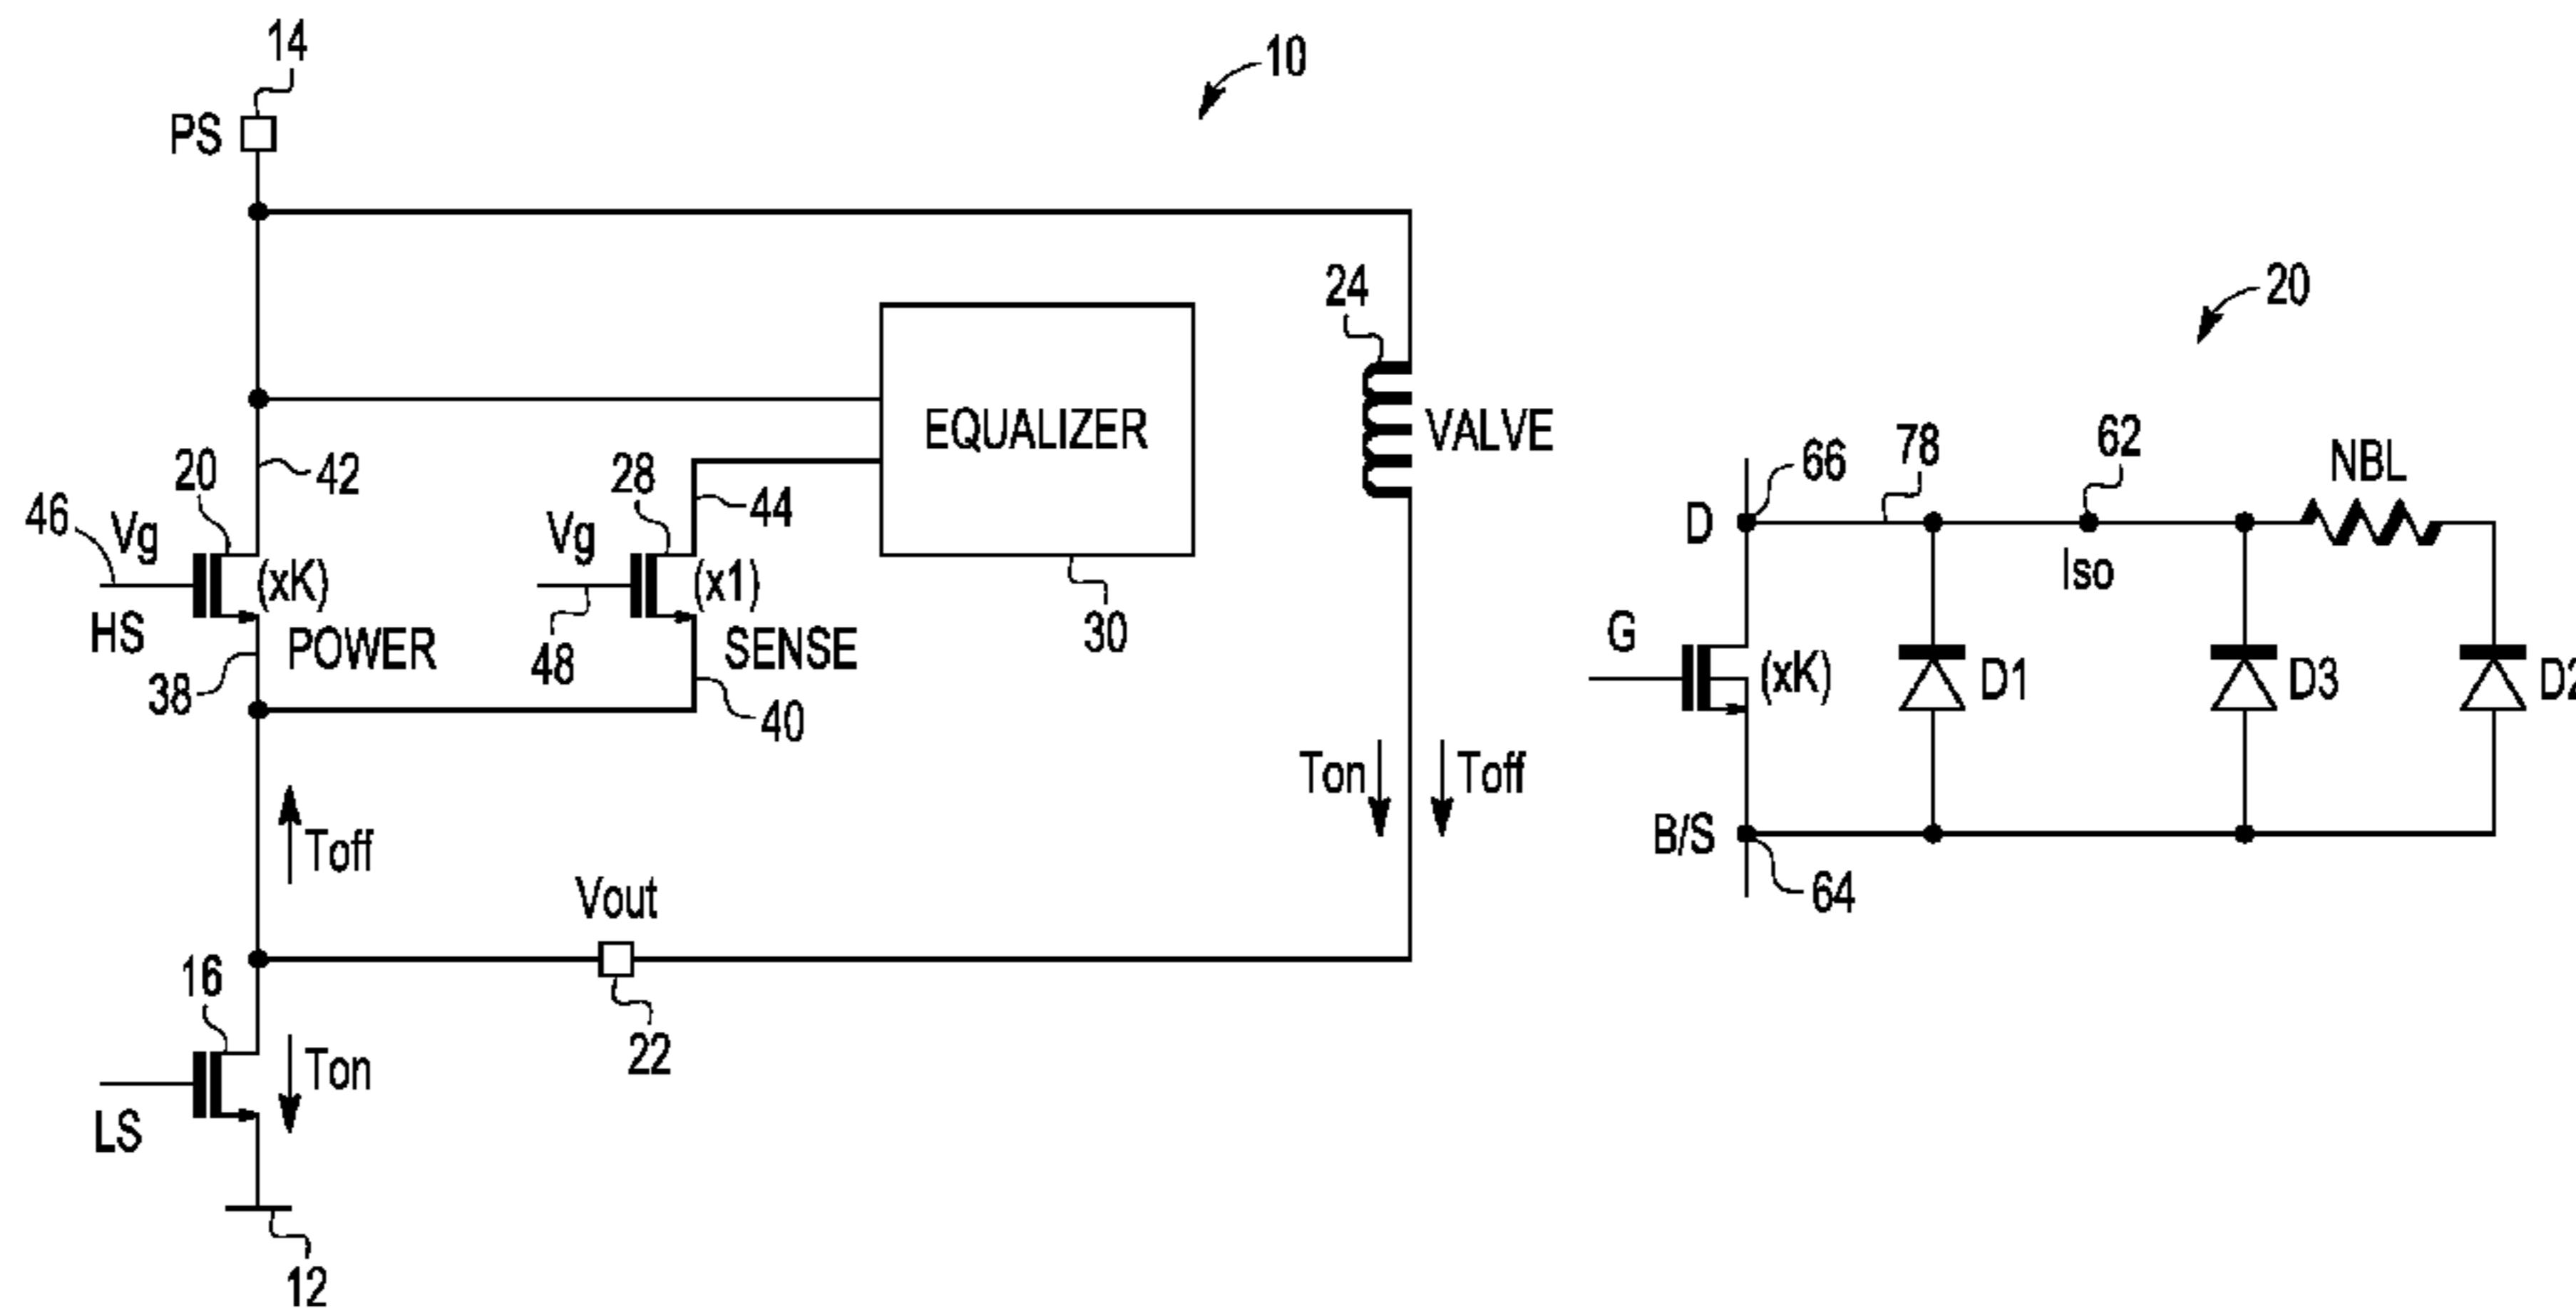 14
10
PS
24
20
EQUALIZER
VALVE
20
42
28
44
66
78
62
NBL
46
Vg
Vg
D
Iso
(xK)
(x1)
HS
POWER
48
SENSE
30
G
(xK)
D1
D3
38
40
Ton
Toff
Toff
B/S
64
Vout
16
22
Ton
LS
12